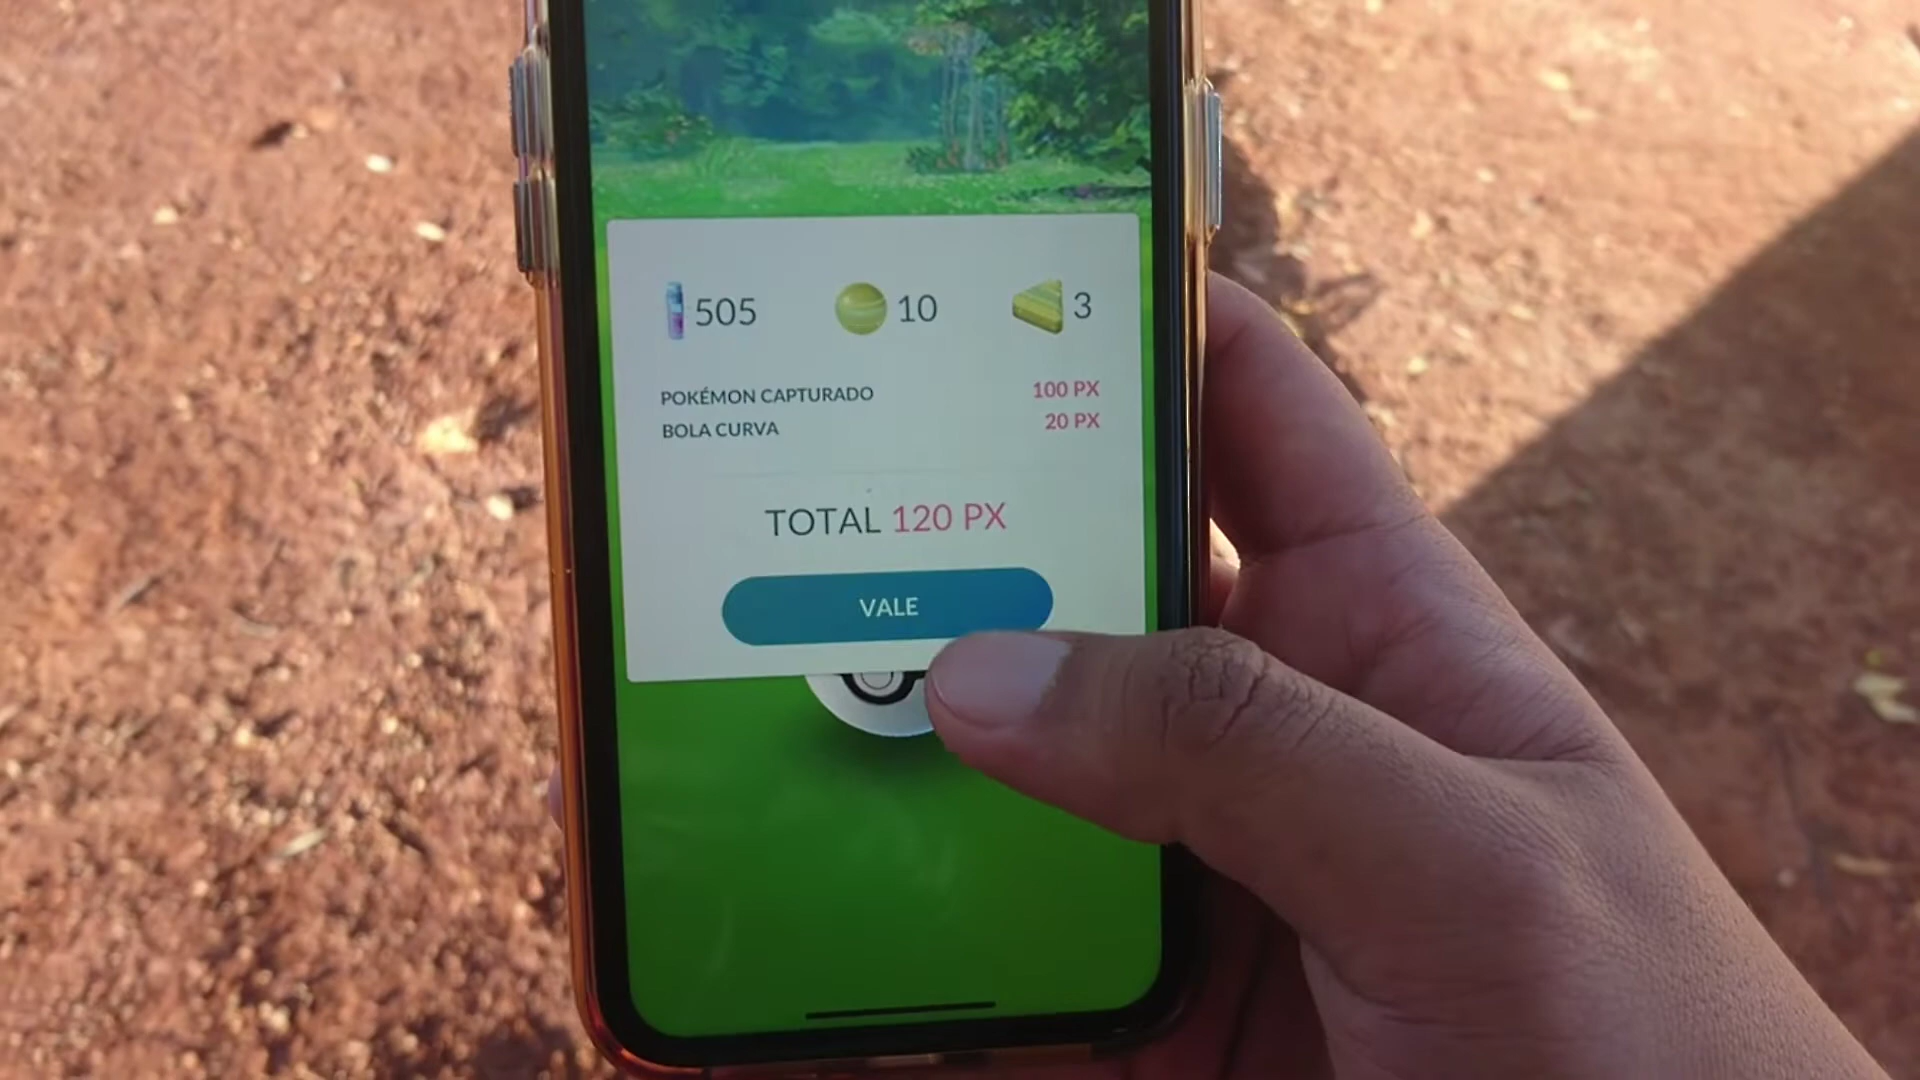 505 10 3
POKÉMON CAPTURADO 100 PX
BOLA CURVA 20 PX
TOTAL 120 PX
VALE